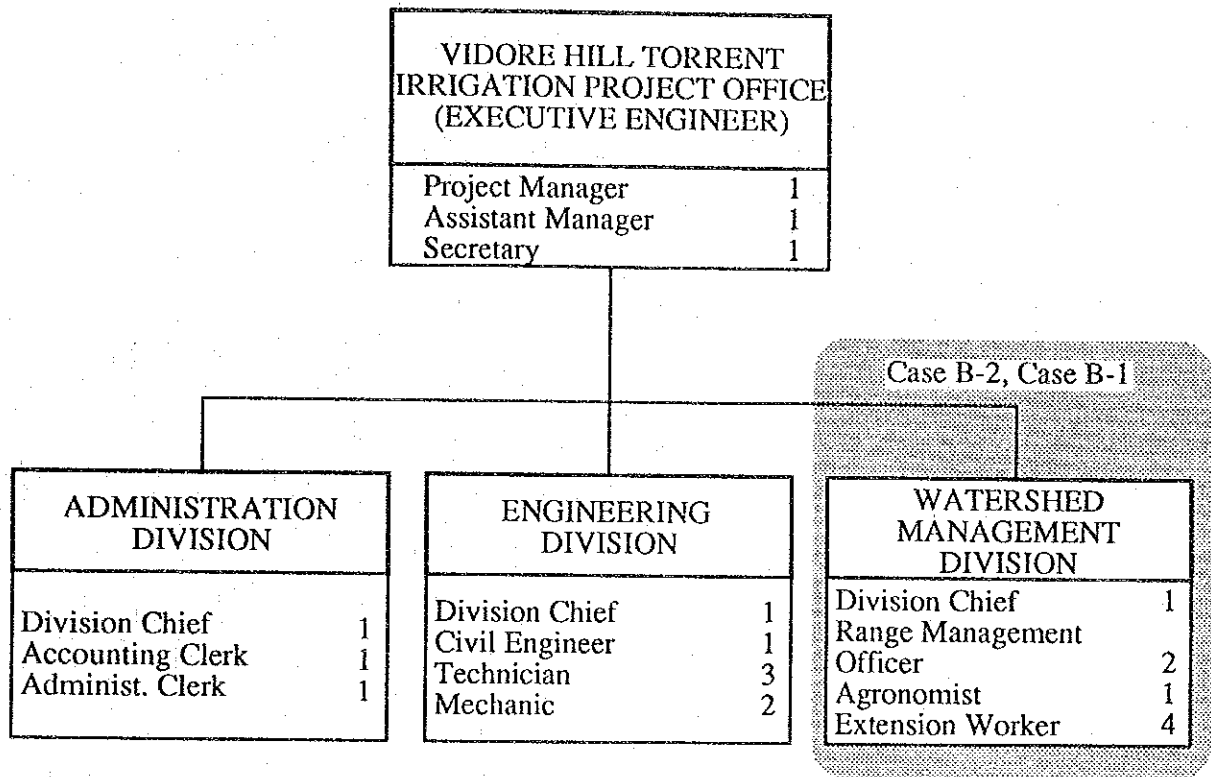 VIDORE HILL TORRENT
IRRIGATION PROJECT OFFICE
(EXECUTIVE ENGINEER)
Project Manager 1
Assistant Manager 1
Secretary 1
Case B-2, Case B-1
ADMINISTRATION
DIVISION
Division Chief 1
Accounting Clerk 1
Administ. Clerk 1
ENGINEERING
DIVISION
Division Chief 1
Civil Engineer 1
Technician 3
Mechanic 2
WATERSHED
MANAGEMENT
DIVISION
Division Chief 1
Range Management
Officer 2
Agronomist 1
Extension Worker 4